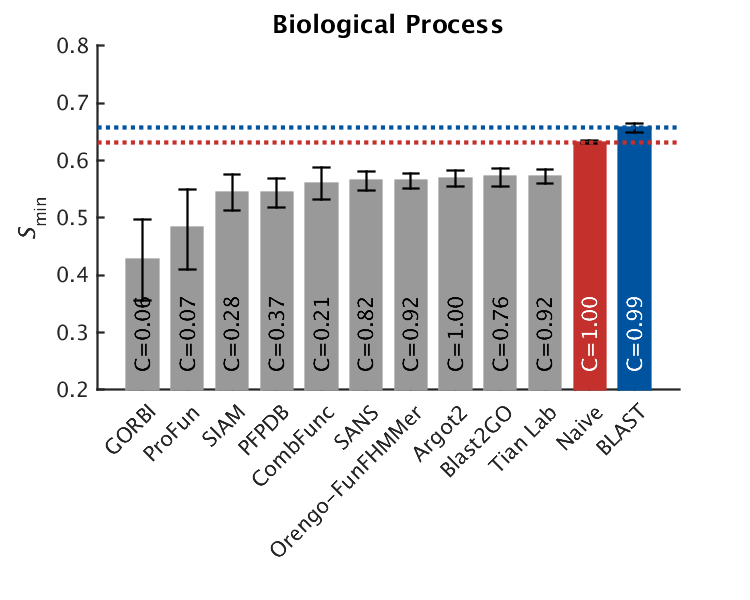 Biological Process
0.8
0.7
0.6
0.5
0.4
0.3
0.2
Smin
C=0.06
C=0.07
C=0.28
C=0.37
C=0.21
C=0.82
C=0.92
C=1.00
C=0.76
C=0.92
C=1.00
C=0.99
GORBI
ProFun
SIAM
PFPDB
CombFunc
SANS
Orengo-FunFHMMer
Argot2
Blast2GO
Tian Lab
Naive
BLAST